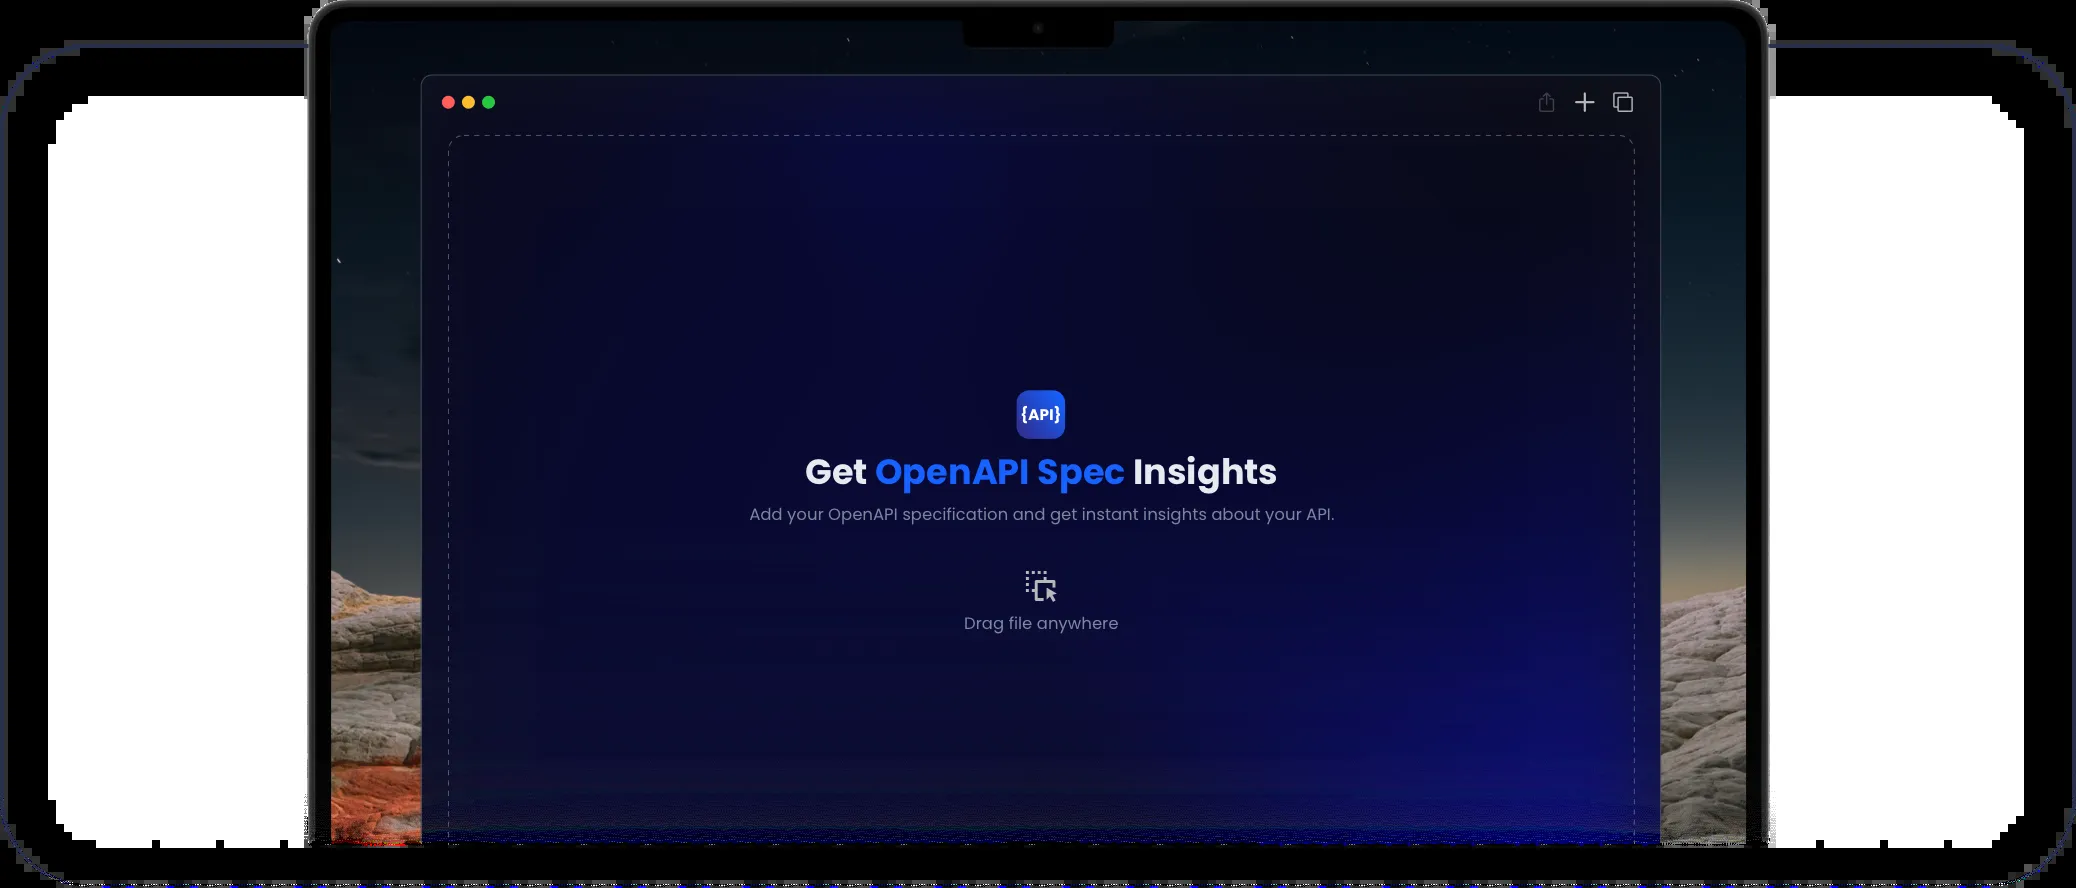 {API}
Get OpenAPI Spec Insights
Add your OpenAPI specification and get instant insights about your API.
Drag file anywhere